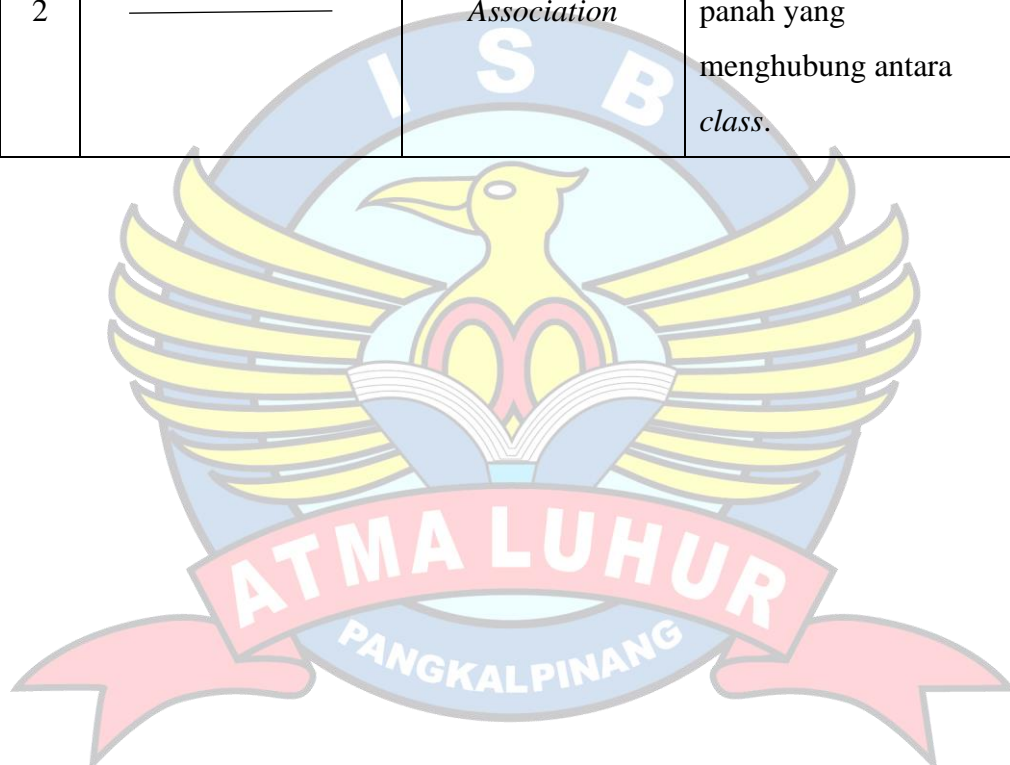 2
Association
panah yang
menghubung antara
class.
I S B
ATMA LUHUR
PANGKALPINANG